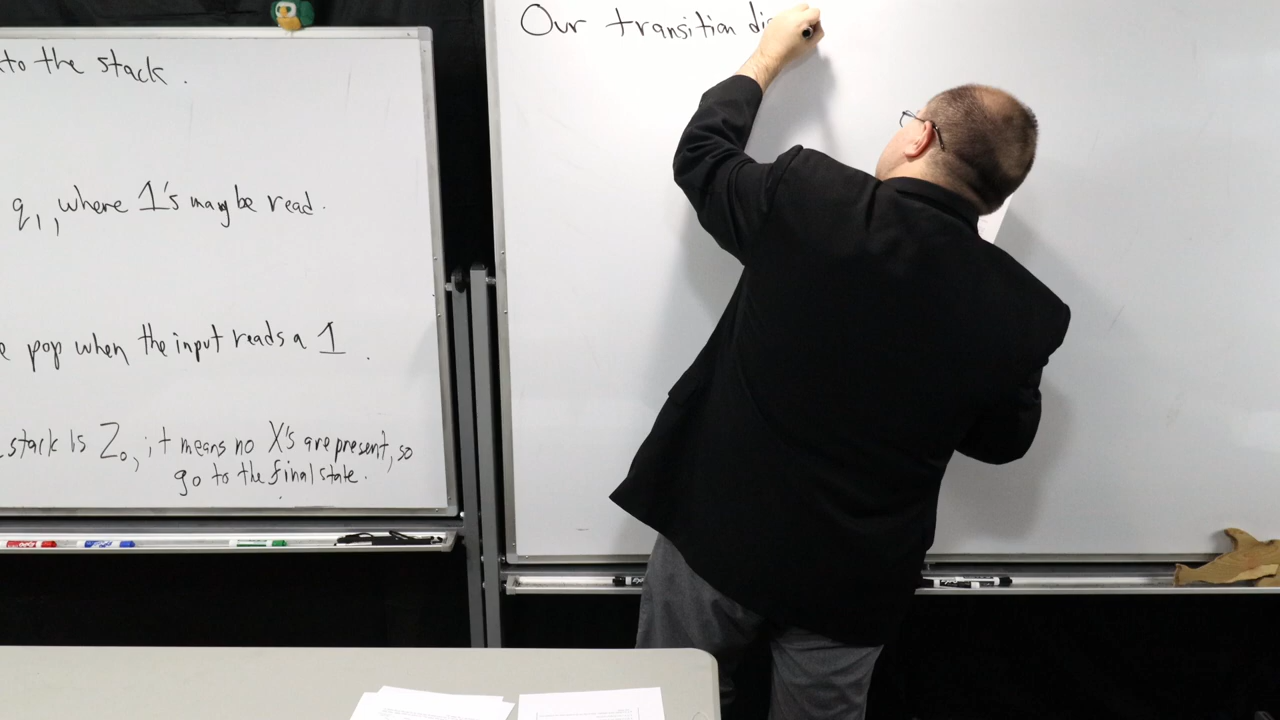 to the stack.
q1, where 1's may be read.
pop when the input reads a 1.
stack is Z0, it means no X's are present, so
go to the final state.
Our transition di